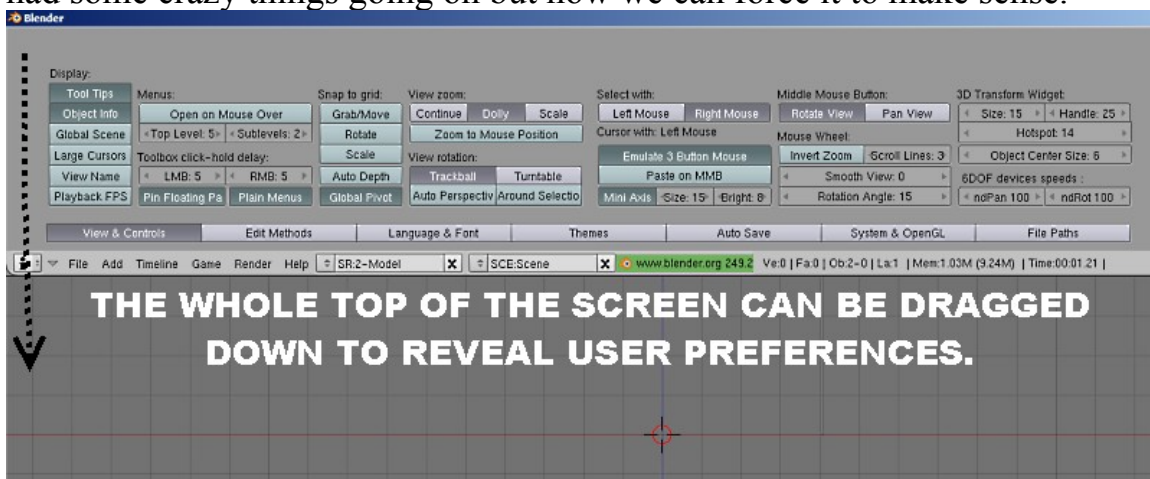 had some crazy things going on but now we can force it to make sense.
Blender
Display:
Tool Tips Menus: Snap to grid: View zoom: Select with: Middle Mouse Button: 3D Transform Widget:
Object Info Open on Mouse Over Grab/Move Continue Dolly Scale Left Mouse Right Mouse Rotate View Pan View Size: 15 Handle: 25
Global Scene Top Level: 5 Sublevels: 2 Rotate Zoom to Mouse Position Cursor with: Left Mouse Mouse Wheel: Hotspot: 14
Large Cursors Toolbox click-hold delay: Scale View rotation: Emulate 3 Button Mouse Invert Zoom Scroll Lines: 3 Object Center Size: 6
View Name LMB: 5 RMB: 5 Auto Depth Trackball Turntable Paste on MMB Smooth View: 0 6DOF devices speeds :
Playback FPS Pin Floating Pa Plain Menus Global Pivot Auto Perspectiv Around Selectio Mini Axis Size: 15 Bright: 8 Rotation Angle: 15 ndPan 100 ndRot 100
View & Controls Edit Methods Language & Font Themes Auto Save System & OpenGL File Paths
File Add Timeline Game Render Help SR:2-Model X SCE:Scene X www.blender.org 249.2 Ve:0 | Fa:0 | Ob:2-0 | La:1 | Mem:1.03M (9.24M) | Time:00:01.21 |
THE WHOLE TOP OF THE SCREEN CAN BE DRAGGED
DOWN TO REVEAL USER PREFERENCES.